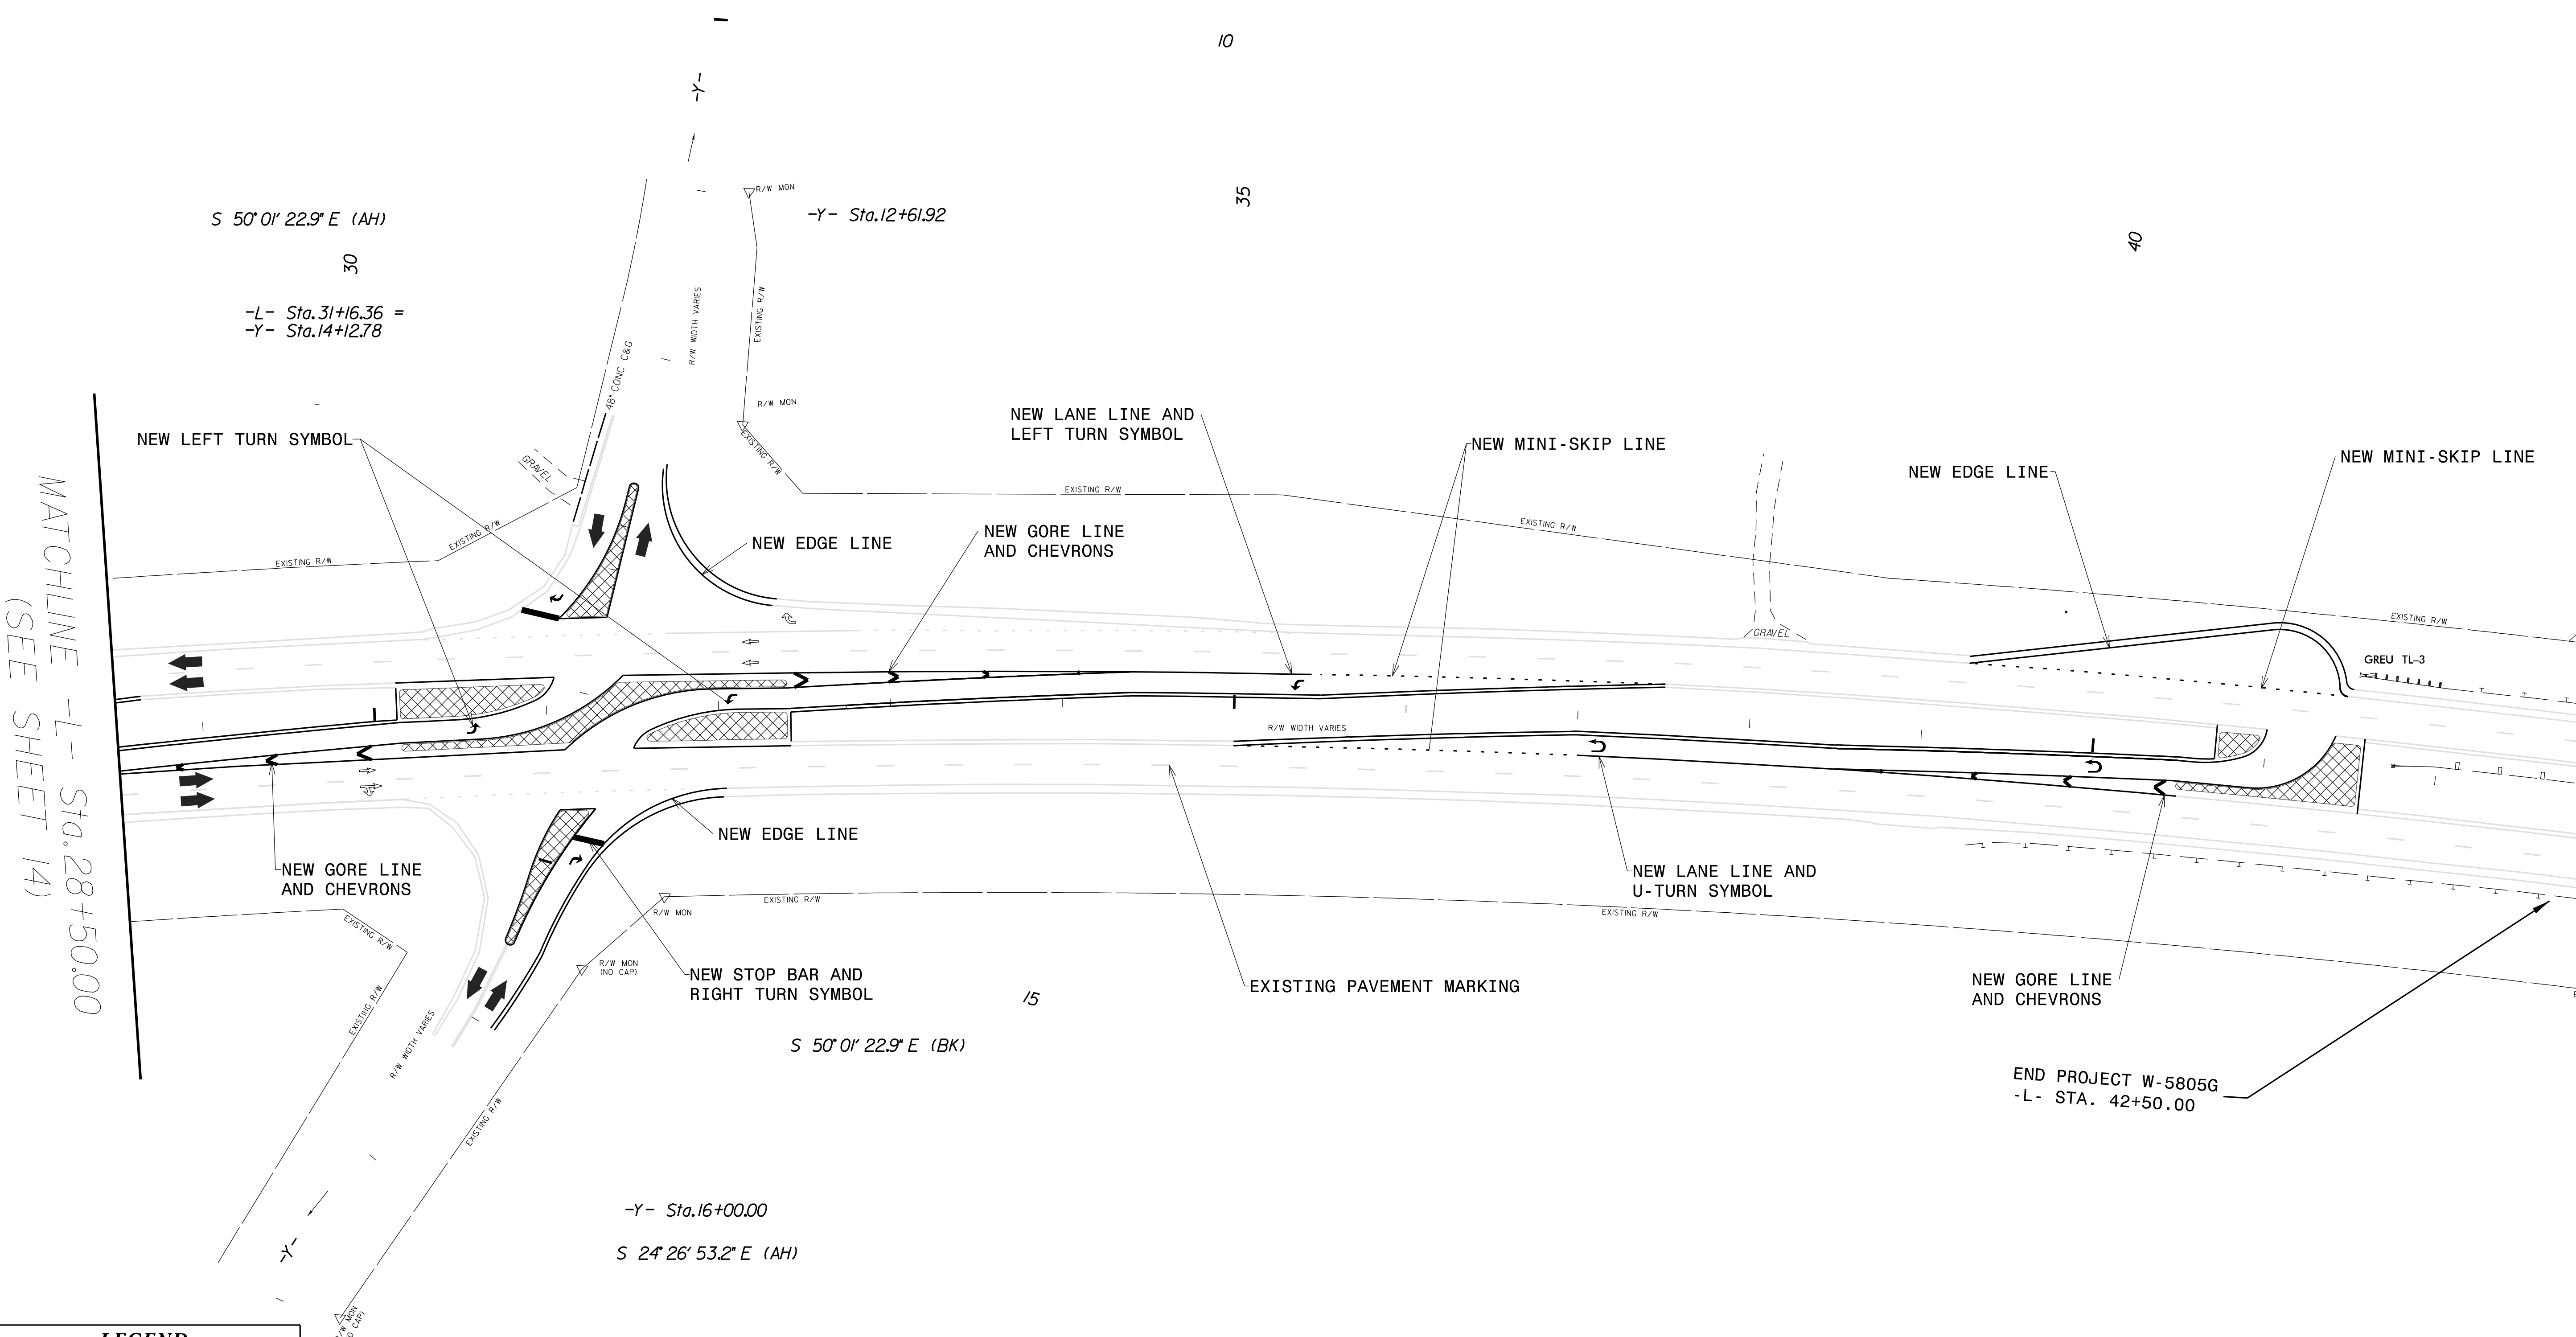 10
-Y-
R/W MON
35
S 50°01' 22.9" E (AH)
-Y- Sta.12+61.92
40
30
-L- Sta.31+16.36 =
-Y- Sta.14+12.78
R/W WIDTH VARIES
EXISTING R/W
48" CONC C&G
R/W MON
EXISTING R/W
NEW LEFT TURN SYMBOL
NEW LANE LINE AND
LEFT TURN SYMBOL
NEW MINI-SKIP LINE
NEW EDGE LINE
NEW MINI-SKIP LINE
GRAVEL
EXISTING R/W
EXISTING R/W
EXISTING R/W
EXISTING R/W
NEW EDGE LINE
NEW GORE LINE
AND CHEVRONS
GRAVEL
EXISTING R/W
GREU TL-3
MATCHLINE -L- Sta.28+50.00
(SEE SHEET 14)
R/W WIDTH VARIES
NEW EDGE LINE
NEW GORE LINE
AND CHEVRONS
NEW LANE LINE AND
U-TURN SYMBOL
EXISTING R/W
EXISTING R/W
R/W MON
EXISTING R/W
R/W MON
(NO CAP)
NEW STOP BAR AND
RIGHT TURN SYMBOL
15
EXISTING PAVEMENT MARKING
NEW GORE LINE
AND CHEVRONS
EXISTING R/W
R/W WIDTH VARIES
S 50°01' 22.9" E (BK)
END PROJECT W-5805G
-L- STA. 42+50.00
EXISTING R/W
-Y- Sta.16+00.00
-Y-
S 24°26' 53.2" E (AH)
LEGEND